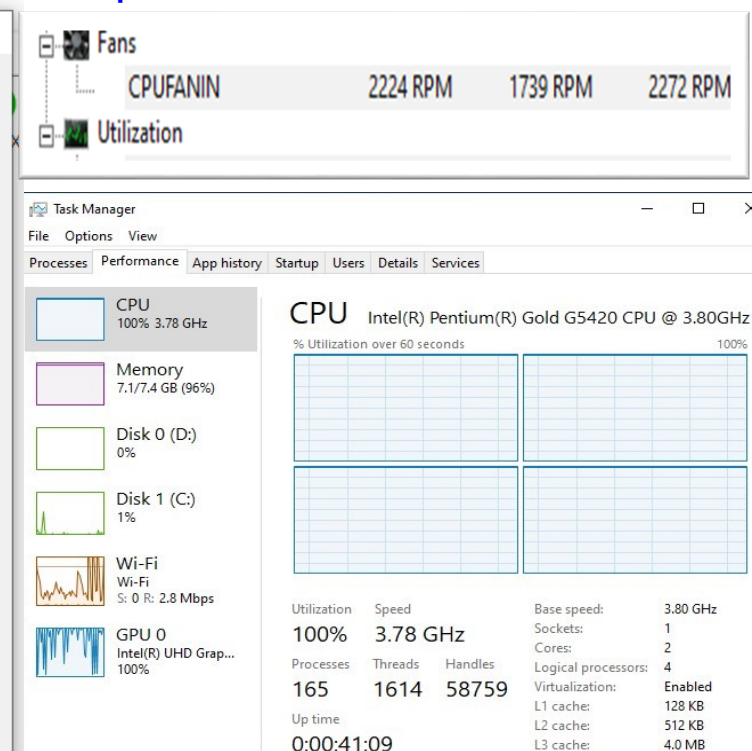 Fans
CPUFANIN 2224 RPM 1739 RPM 2272 RPM
Utilization
Task Manager
File Options View
Processes Performance App history Startup Users Details Services
CPU
100% 3.78 GHz
Memory
7.1/7.4 GB (96%)
Disk 0 (D:)
0%
Disk 1 (C:)
1%
Wi-Fi
Wi-Fi
S: 0 R: 2.8 Mbps
GPU 0
Intel(R) UHD Grap...
100%
CPU Intel(R) Pentium(R) Gold G5420 CPU @ 3.80GHz
% Utilization over 60 seconds 100%
Utilization Speed
100% 3.78 GHz
Processes Threads Handles
165 1614 58759
Up time
0:00:41:09
Base speed: 3.80 GHz
Sockets: 1
Cores: 2
Logical processors: 4
Virtualization: Enabled
L1 cache: 128 KB
L2 cache: 512 KB
L3 cache: 4.0 MB